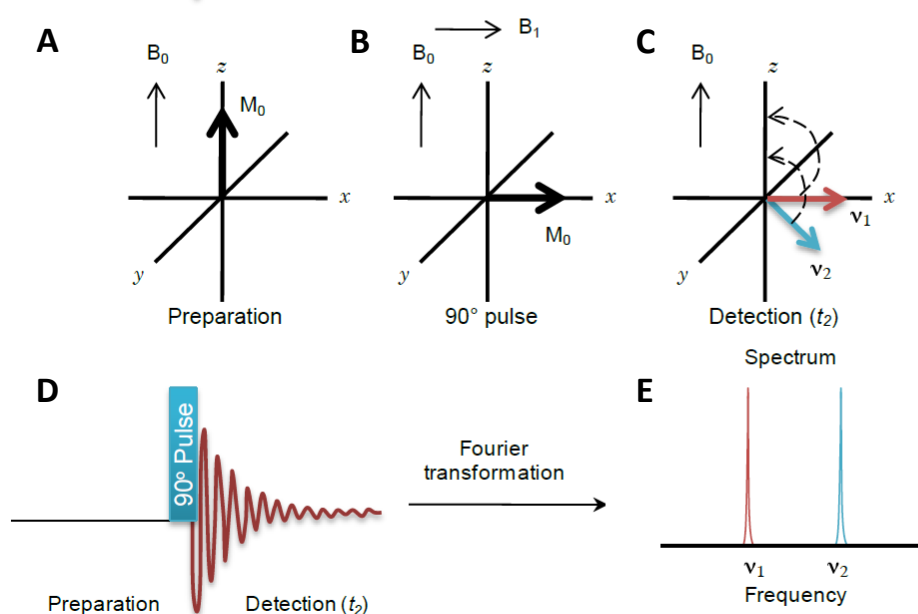 A
B₀
z
M₀
x
y
Preparation
B
B₁
B₀
z
x
M₀
y
90° pulse
C
B₀
z
x
ν₁
ν₂
y
Detection (t₂)
D
90º Pulse
Preparation
Detection (t₂)
Fourier
transformation
Spectrum
E
ν₁
ν₂
Frequency